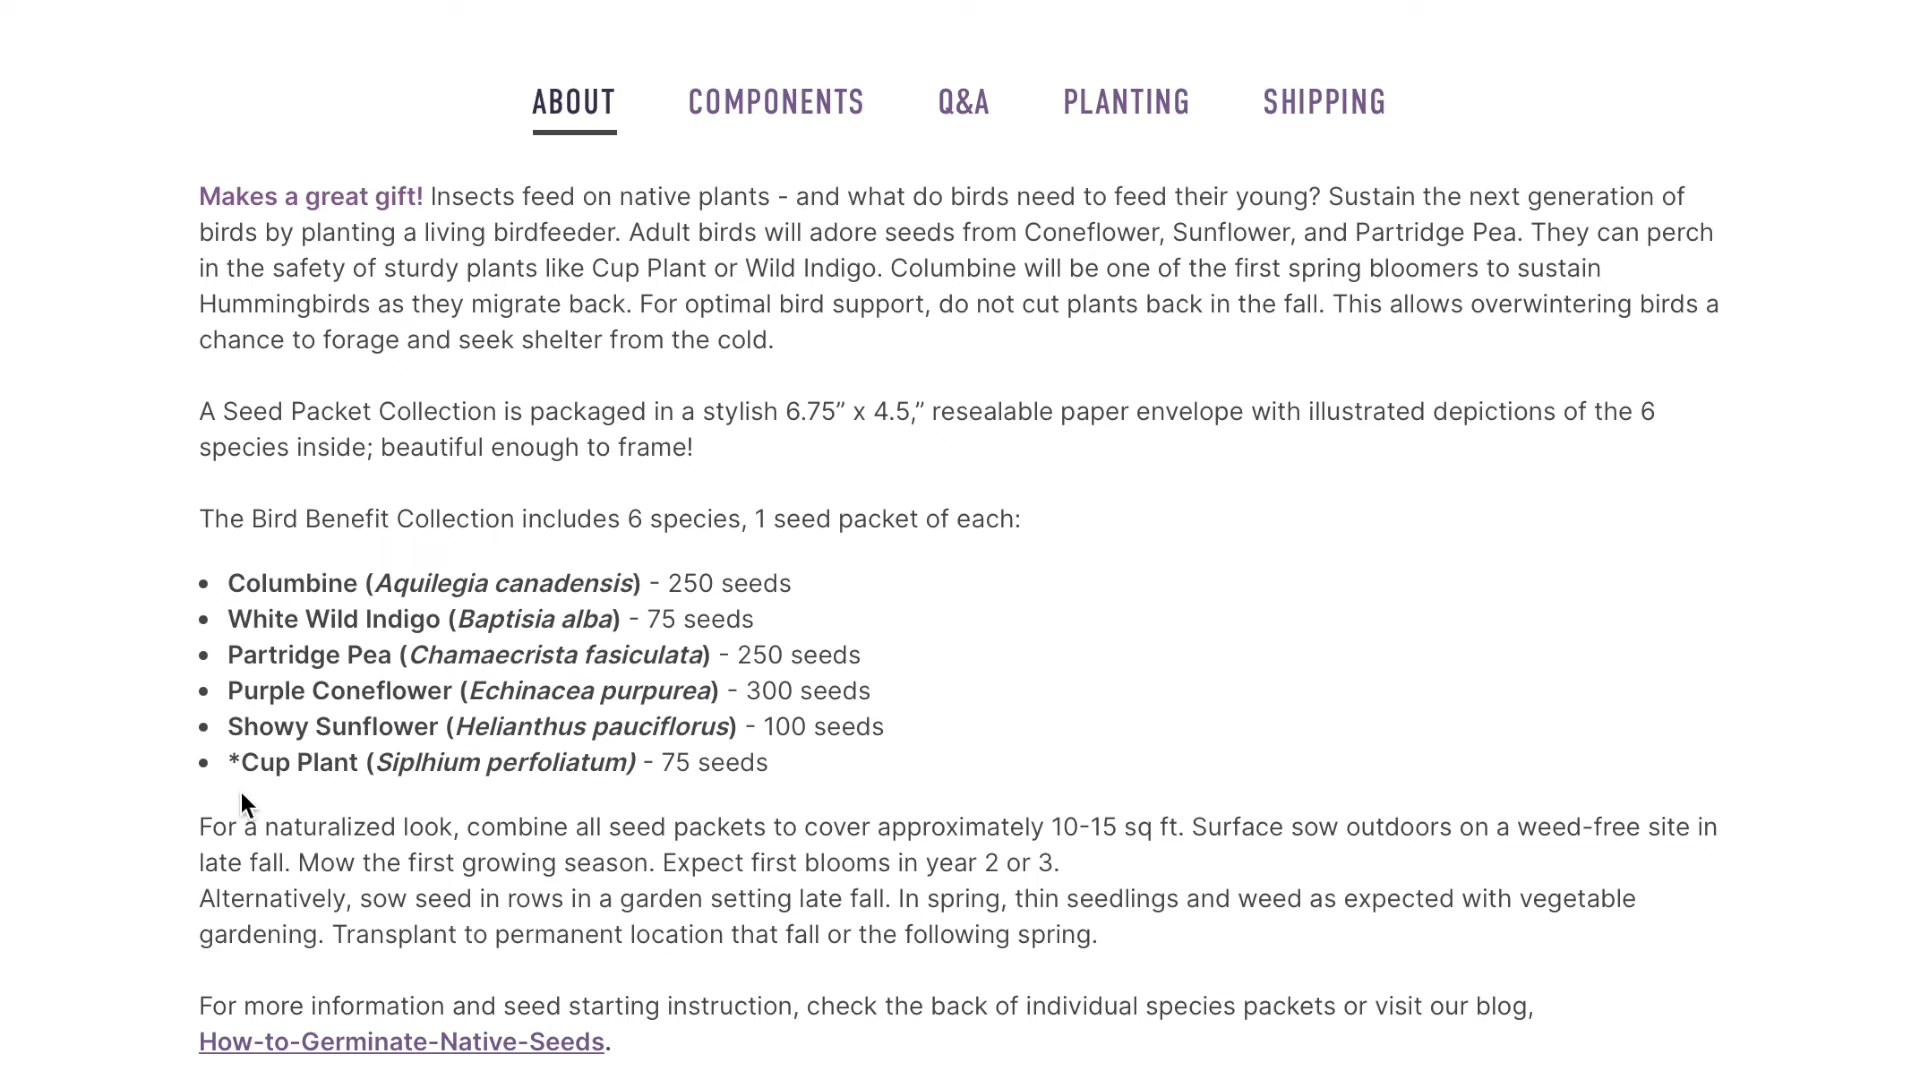 ABOUT COMPONENTS Q&A PLANTING SHIPPING
Makes a great gift! Insects feed on native plants - and what do birds need to feed their young? Sustain the next generation of
birds by planting a living birdfeeder. Adult birds will adore seeds from Coneflower, Sunflower, and Partridge Pea. They can perch
in the safety of sturdy plants like Cup Plant or Wild Indigo. Columbine will be one of the first spring bloomers to sustain
Hummingbirds as they migrate back. For optimal bird support, do not cut plants back in the fall. This allows overwintering birds a
chance to forage and seek shelter from the cold.
A Seed Packet Collection is packaged in a stylish 6.75” x 4.5,” resealable paper envelope with illustrated depictions of the 6
species inside; beautiful enough to frame!
The Bird Benefit Collection includes 6 species, 1 seed packet of each:
• Columbine (Aquilegia canadensis) - 250 seeds
• White Wild Indigo (Baptisia alba) - 75 seeds
• Partridge Pea (Chamaecrista fasiculata) - 250 seeds
• Purple Coneflower (Echinacea purpurea) - 300 seeds
• Showy Sunflower (Helianthus pauciflorus) - 100 seeds
• *Cup Plant (Siplhium perfoliatum) - 75 seeds
For a naturalized look, combine all seed packets to cover approximately 10-15 sq ft. Surface sow outdoors on a weed-free site in
late fall. Mow the first growing season. Expect first blooms in year 2 or 3.
Alternatively, sow seed in rows in a garden setting late fall. In spring, thin seedlings and weed as expected with vegetable
gardening. Transplant to permanent location that fall or the following spring.
For more information and seed starting instruction, check the back of individual species packets or visit our blog,
How-to-Germinate-Native-Seeds.